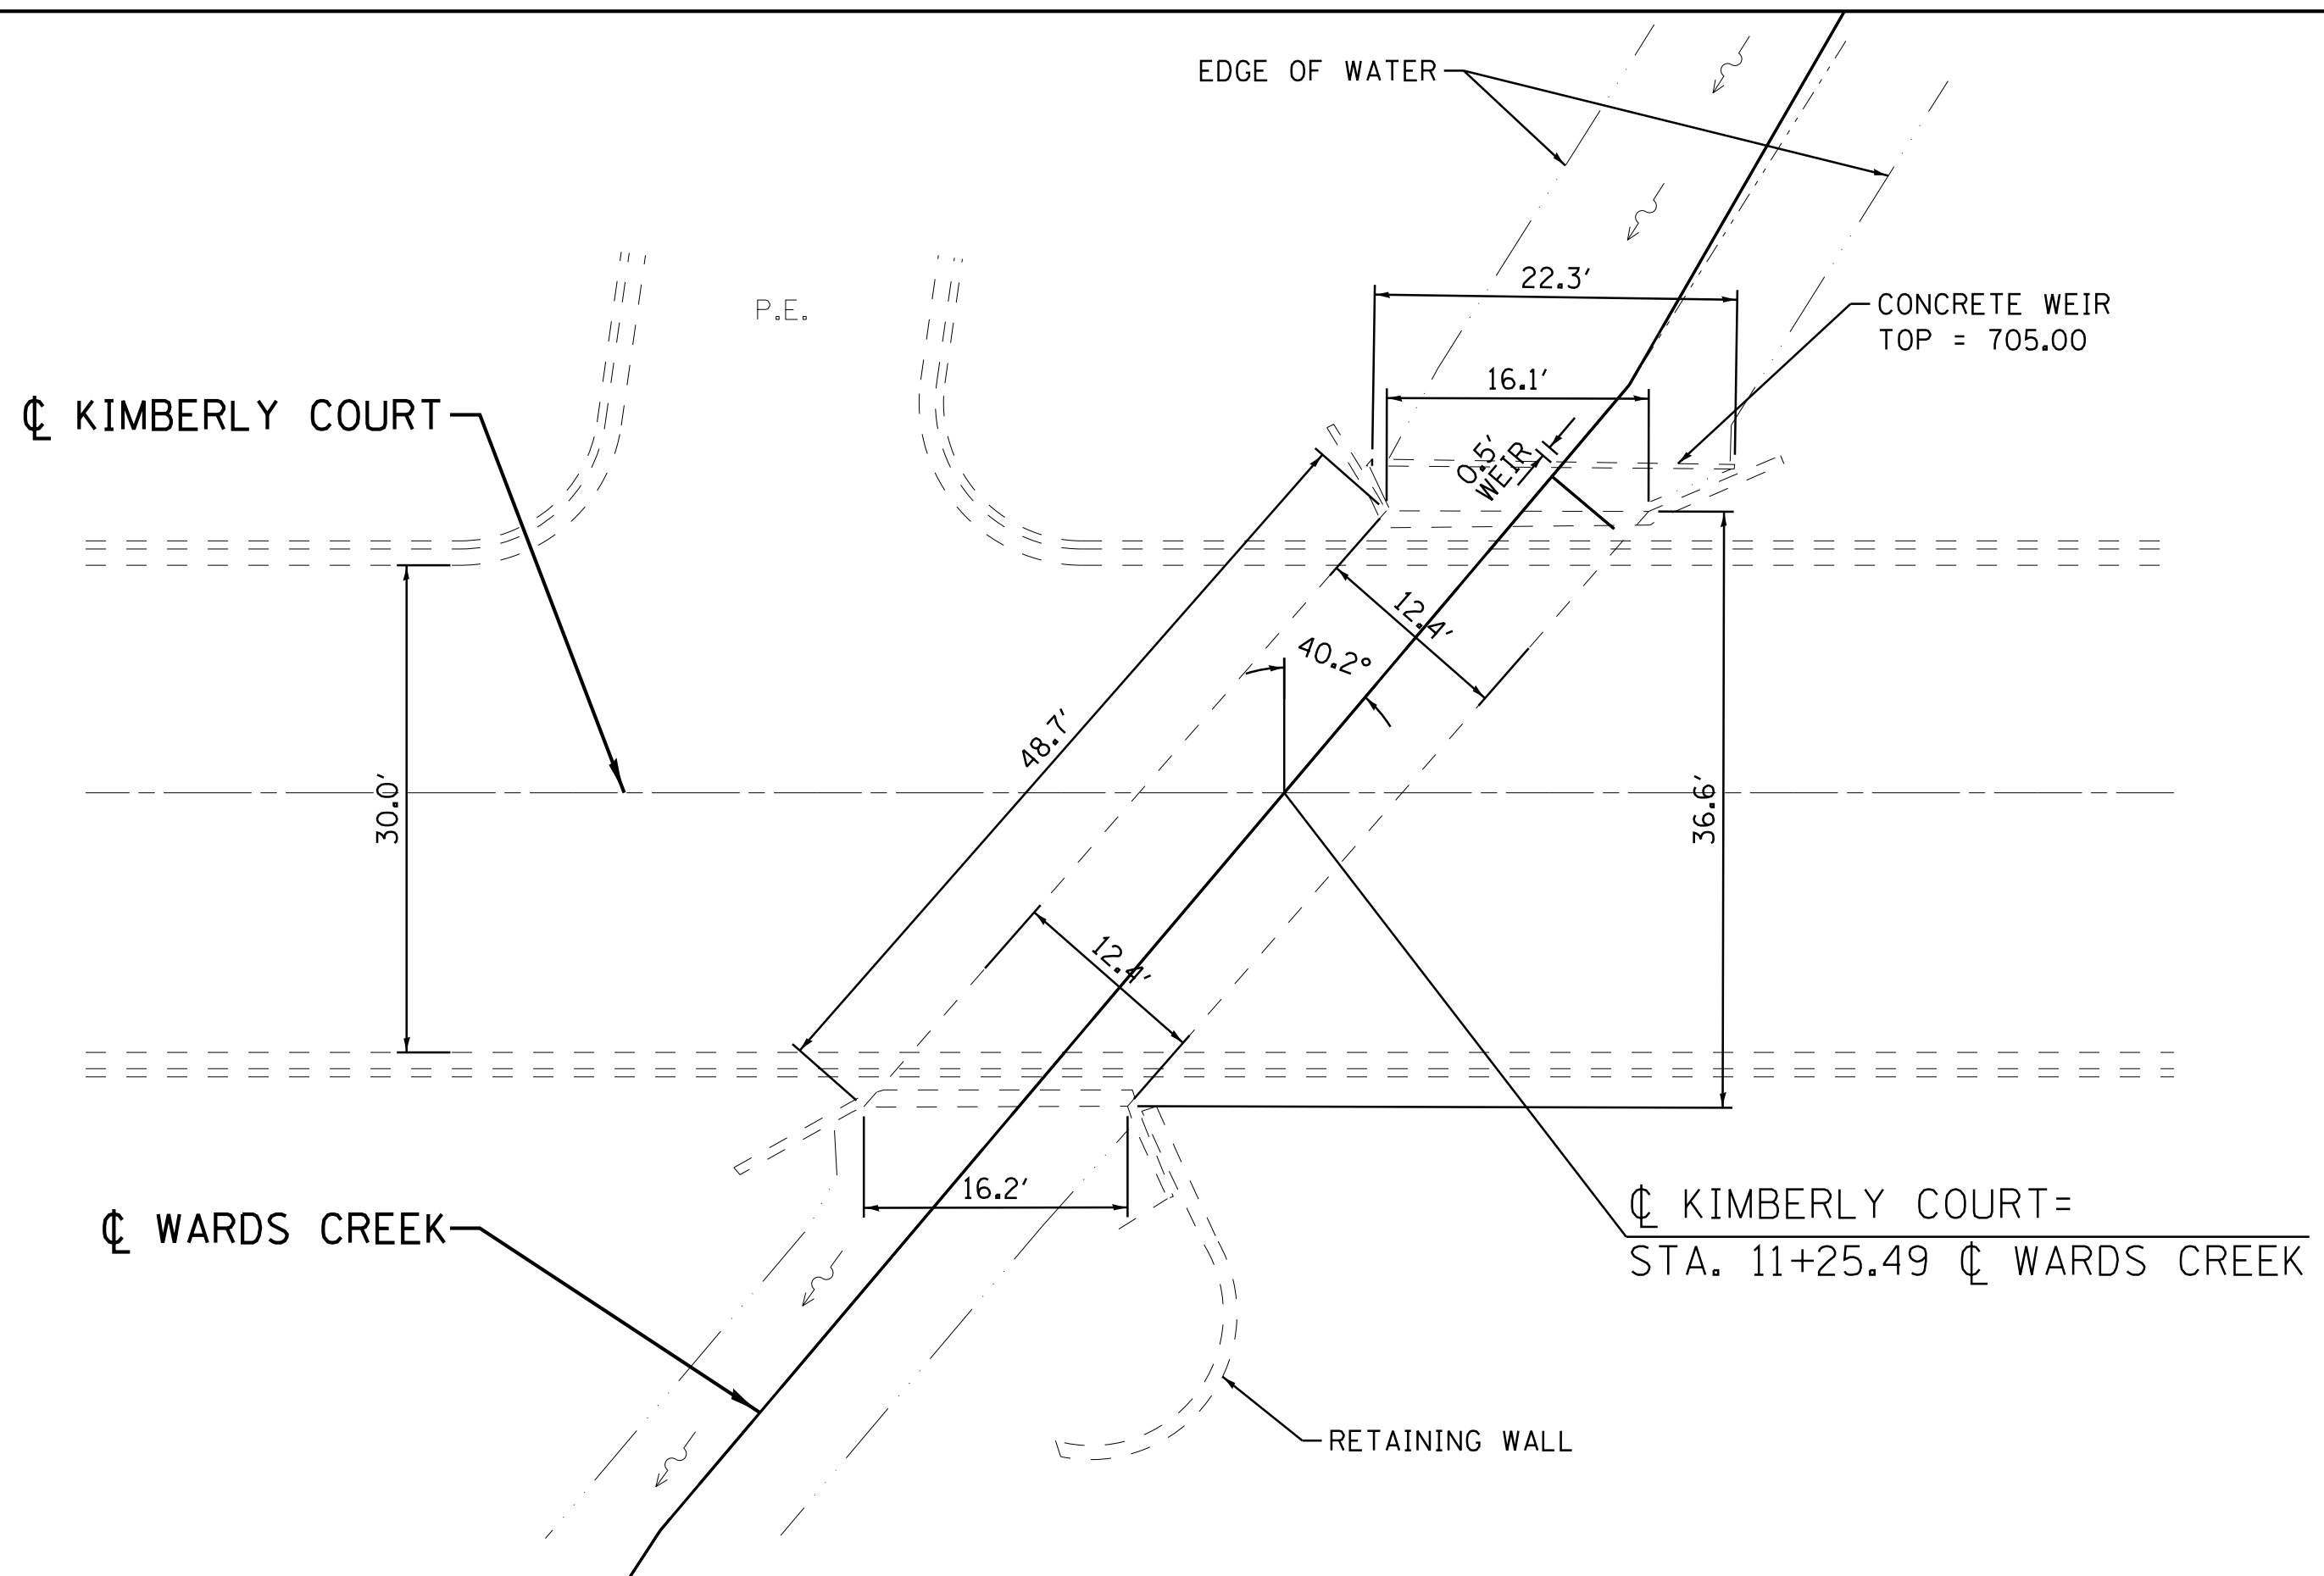 EDGE OF WATER
22.3'
CONCRETE WEIR
TOP = 705.00
P.E.
16.1'
℄ KIMBERLY COURT
0.5'
WEIR
12.4'
40.2°
48.7'
30.0'
36.6'
12.4'
16.2'
℄ WARDS CREEK
℄ KIMBERLY COURT=
STA. 11+25.49 ℄ WARDS CREEK
RETAINING WALL